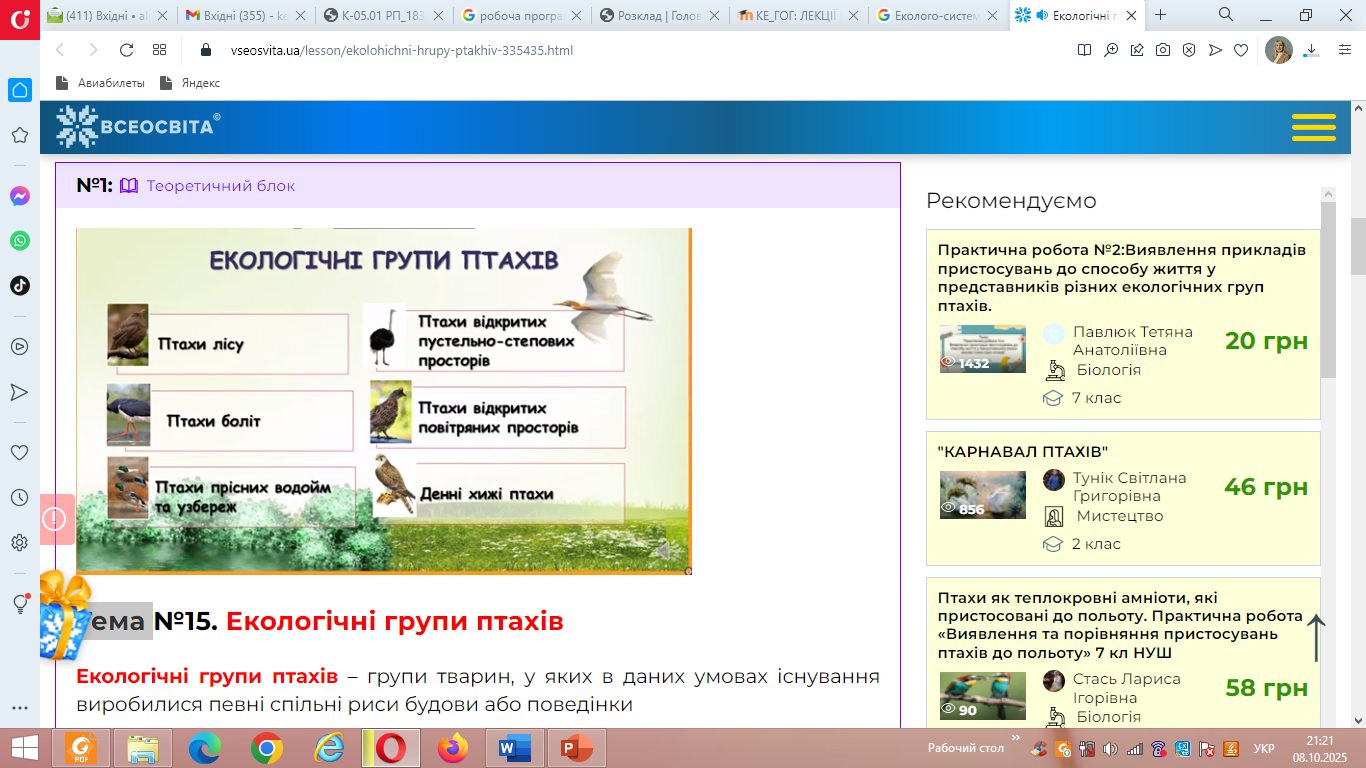 (411) Вхідні • al
Вхідні (355) - ke
К-05.01 РП_183
робоча програ
Розклад | Голов
КЕ_ГОГ: ЛЕКЦІЇ
Еколого-систем
Екологічні г
vseosvita.ua/lesson/ekolohichni-hrupy-ptakhiv-335435.html
Авиабилеты
Яндекс
ВСЕОСВІТА©
№1: Теоретичний блок
ЕКОЛОГІЧНІ ГРУПИ ПТАХІВ
Птахи лісу
Птахи боліт
Птахи прісних водойм
та узбереж
Птахи відкритих
пустельно-степових
просторів
Птахи відкритих
повітряних просторів
Денні хижі птахи
Тема №15. Екологічні групи птахів
Екологічні групи птахів – групи тварин, у яких в даних умовах існування
виробилися певні спільні риси будови або поведінки
Рекомендуємо
Практична робота №2:Виявлення прикладів
пристосувань до способу життя у
представників різних екологічних груп
птахів.
1432
Павлюк Тетяна
Анатоліївна
Біологія
7 клас
20 грн
"КАРНАВАЛ ПТАХІВ"
856
Тунік Світлана
Григорівна
Мистецтво
2 клас
46 грн
Птахи як теплокровні амніоти, які
пристосовані до польоту. Практична робота
«Виявлення та порівняння пристосувань
птахів до польоту» 7 кл НУШ
90
Стась Лариса
Ігорівна
Біологія
58 грн
PDF
Рабочий стол
УКР
21:21
08.10.2025